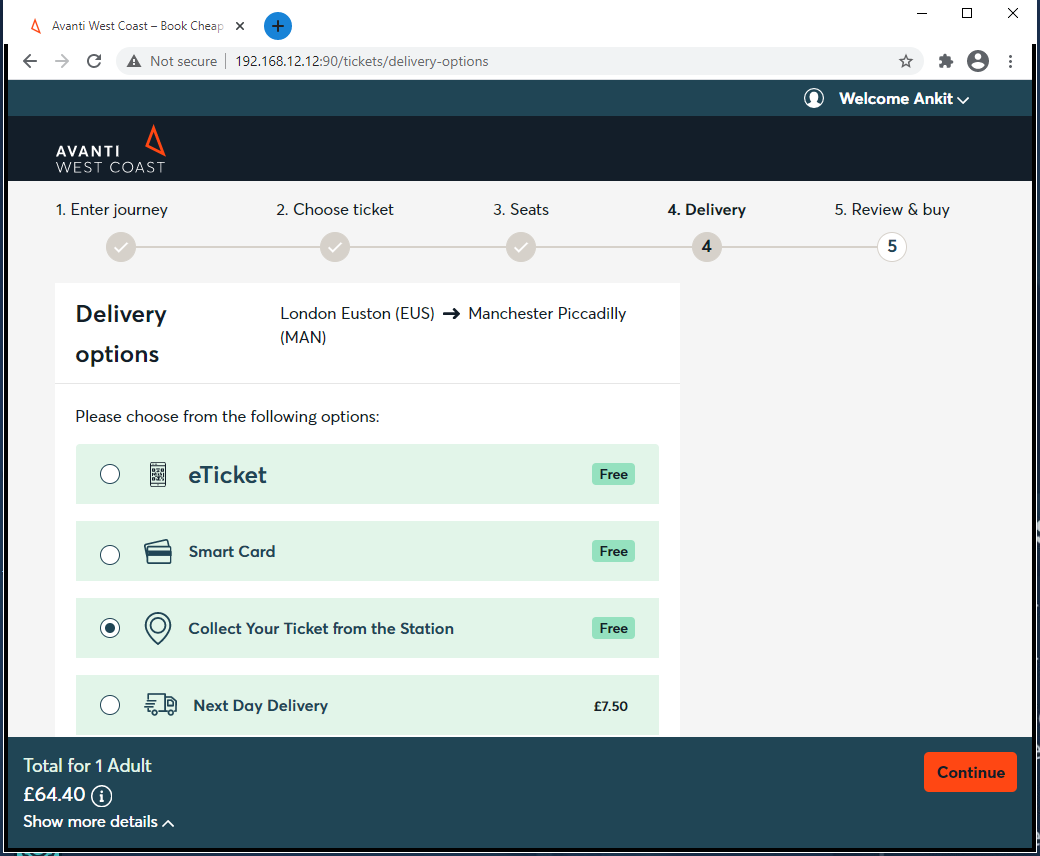 Avanti West Coast – Book Cheap
Not secure | 192.168.12.12:90/tickets/delivery-options
Welcome Ankit
AVANTI
WEST COAST
1. Enter journey 2. Choose ticket 3. Seats 4. Delivery 5. Review & buy
4 5
Delivery
options
London Euston (EUS) → Manchester Piccadilly
(MAN)
Please choose from the following options:
eTicket Free
Smart Card Free
Collect Your Ticket from the Station Free
Next Day Delivery £7.50
Total for 1 Adult
£64.40
Show more details
Continue